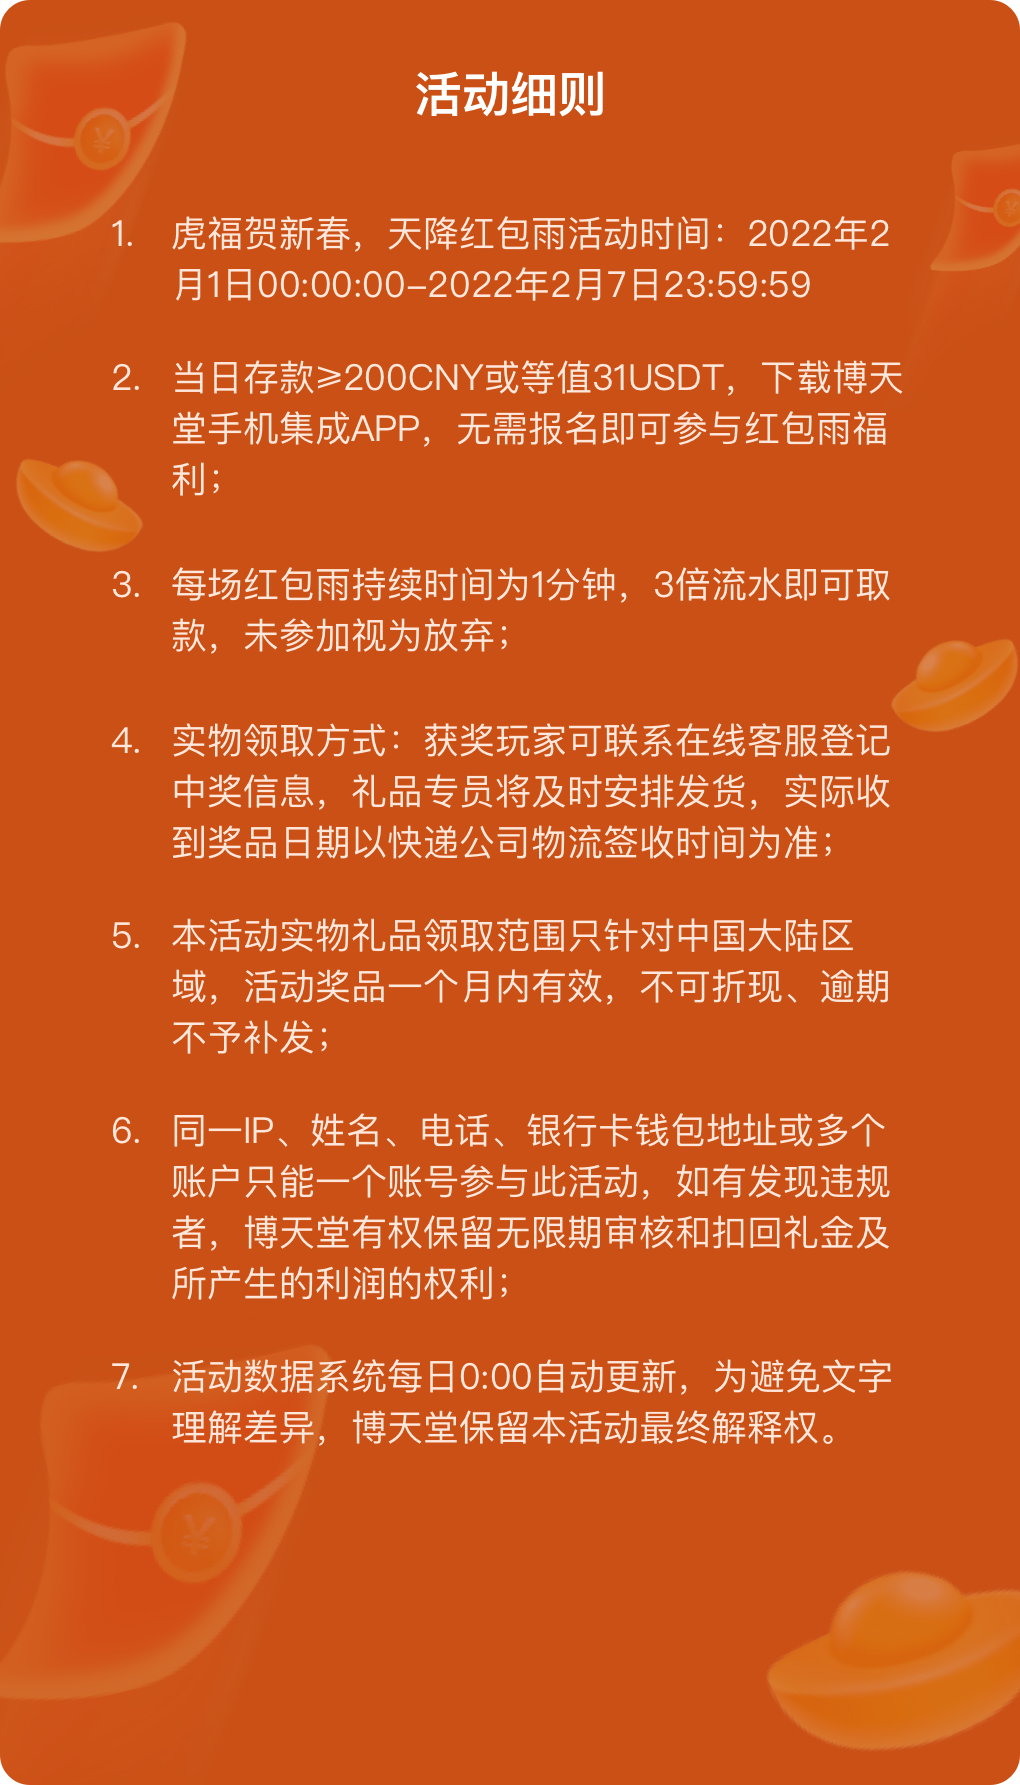 活动细则
1. 虎福贺新春，天降红包雨活动时间：2022年2
月1日00:00:00-2022年2月7日23:59:59
2. 当日存款≥200CNY或等值31USDT，下载博天
堂手机集成APP，无需报名即可参与红包雨福
利；
3. 每场红包雨持续时间为1分钟，3倍流水即可取
款，未参加视为放弃；
4. 实物领取方式：获奖玩家可联系在线客服登记
中奖信息，礼品专员将及时安排发货，实际收
到奖品日期以快递公司物流签收时间为准；
5. 本活动实物礼品领取范围只针对中国大陆区
域，活动奖品一个月内有效，不可折现、逾期
不予补发；
6. 同一IP、姓名、电话、银行卡钱包地址或多个
账户只能一个账号参与此活动，如有发现违规
者，博天堂有权保留无限期审核和扣回礼金及
所产生的利润的权利；
7. 活动数据系统每日0:00自动更新，为避免文字
理解差异，博天堂保留本活动最终解释权。